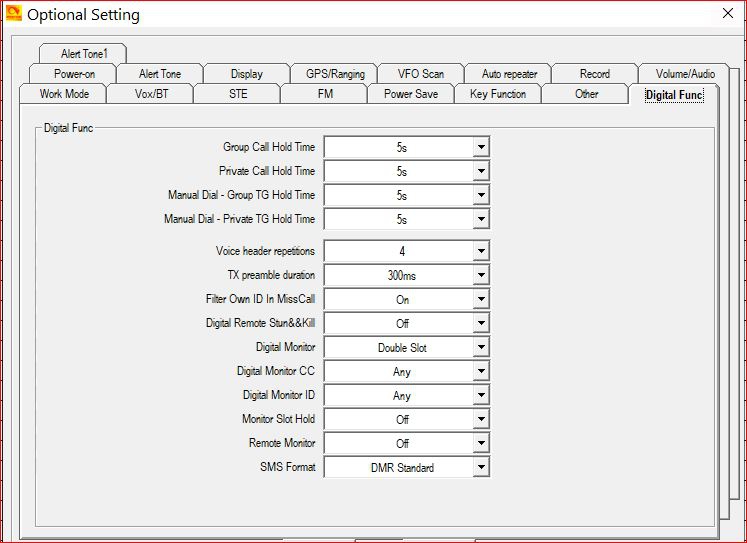 Optional Setting
Alert Tone1
Power-on Alert Tone Display GPS/Ranging VFO Scan Auto repeater Record Volume/Audio
Work Mode Vox/BT STE FM Power Save Key Function Other Digital Func
Digital Func
Group Call Hold Time 5s
Private Call Hold Time 5s
Manual Dial - Group TG Hold Time 5s
Manual Dial - Private TG Hold Time 5s
Voice header repetitions 4
TX preamble duration 300ms
Filter Own ID In MissCall On
Digital Remote Stun&&Kill Off
Digital Monitor Double Slot
Digital Monitor CC Any
Digital Monitor ID Any
Monitor Slot Hold Off
Remote Monitor Off
SMS Format DMR Standard